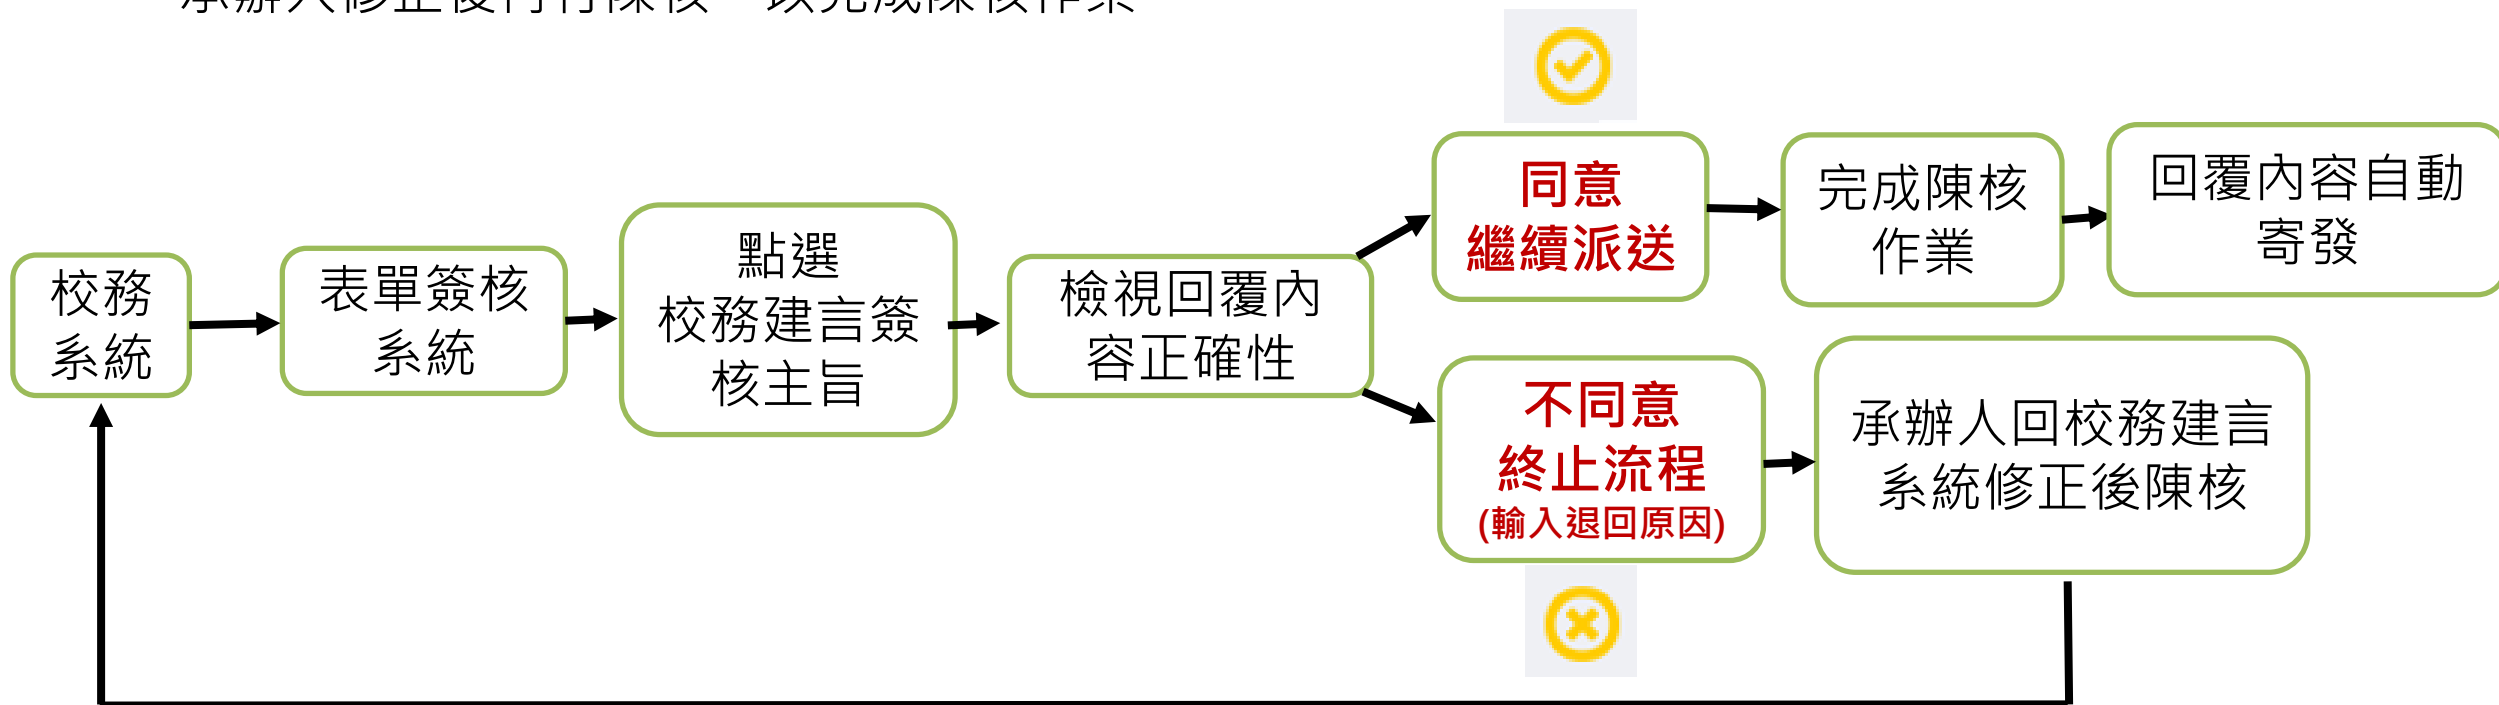 核務
系統
表單簽核
系統
點選
核務建言簽
核主旨
檢視回覆內
容正確性
同意
繼續派送
不同意
終止流程
(輸入退回原因)
完成陳核
作業
回覆內容自動
寄發
承辦人回核務建言
系統修正後陳核